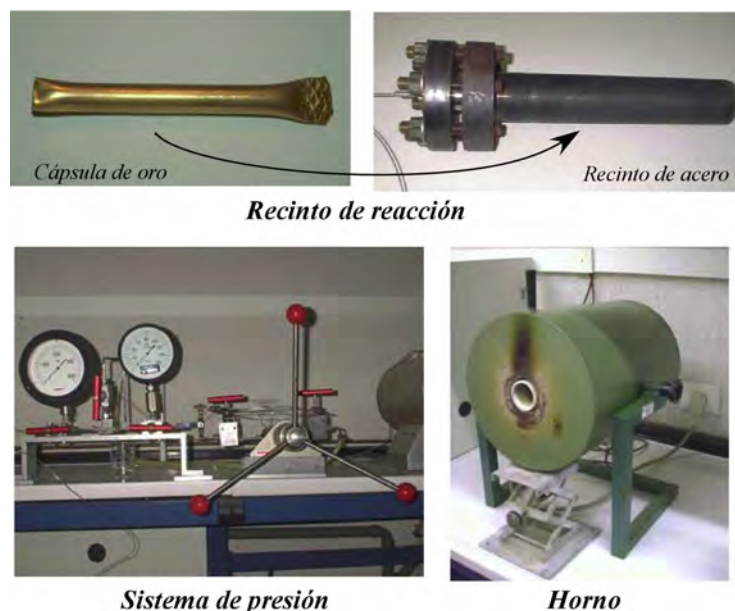 Cápsula de oro
Recinto de acero
Recinto de reacción
Sistema de presión
Horno